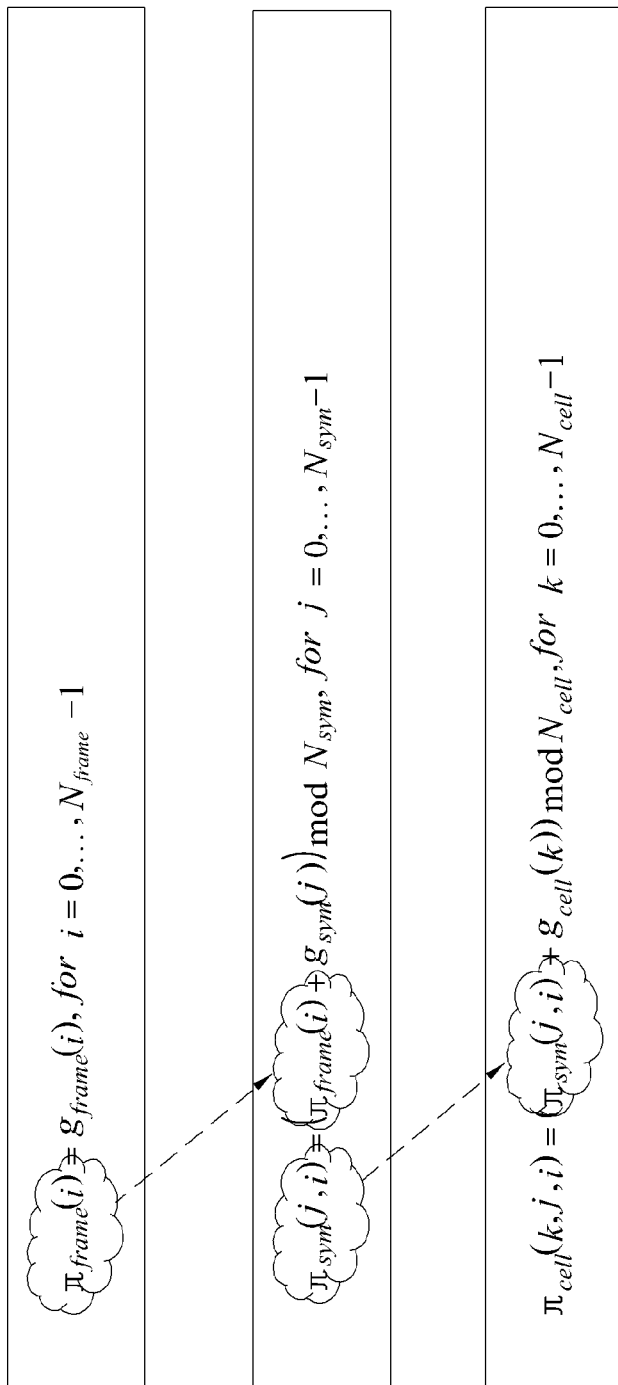 π_frame(i) = g_frame(i), for i = 0,..., N_frame −1
π_sym(j,i) = (π_frame(i) + g_sym(j)) mod N_sym, for j = 0,..., N_sym −1
π_cell(k,j,i) = (π_sym(j,i) + g_cell(k)) mod N_cell, for k = 0,..., N_cell −1